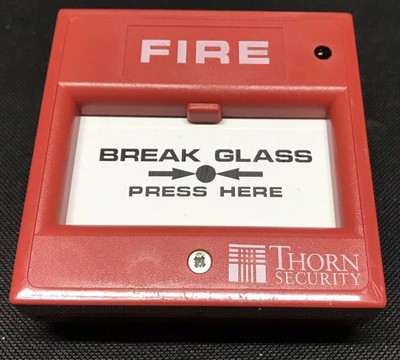 FIRE
BREAK GLASS
PRESS HERE
THORN
SECURITY